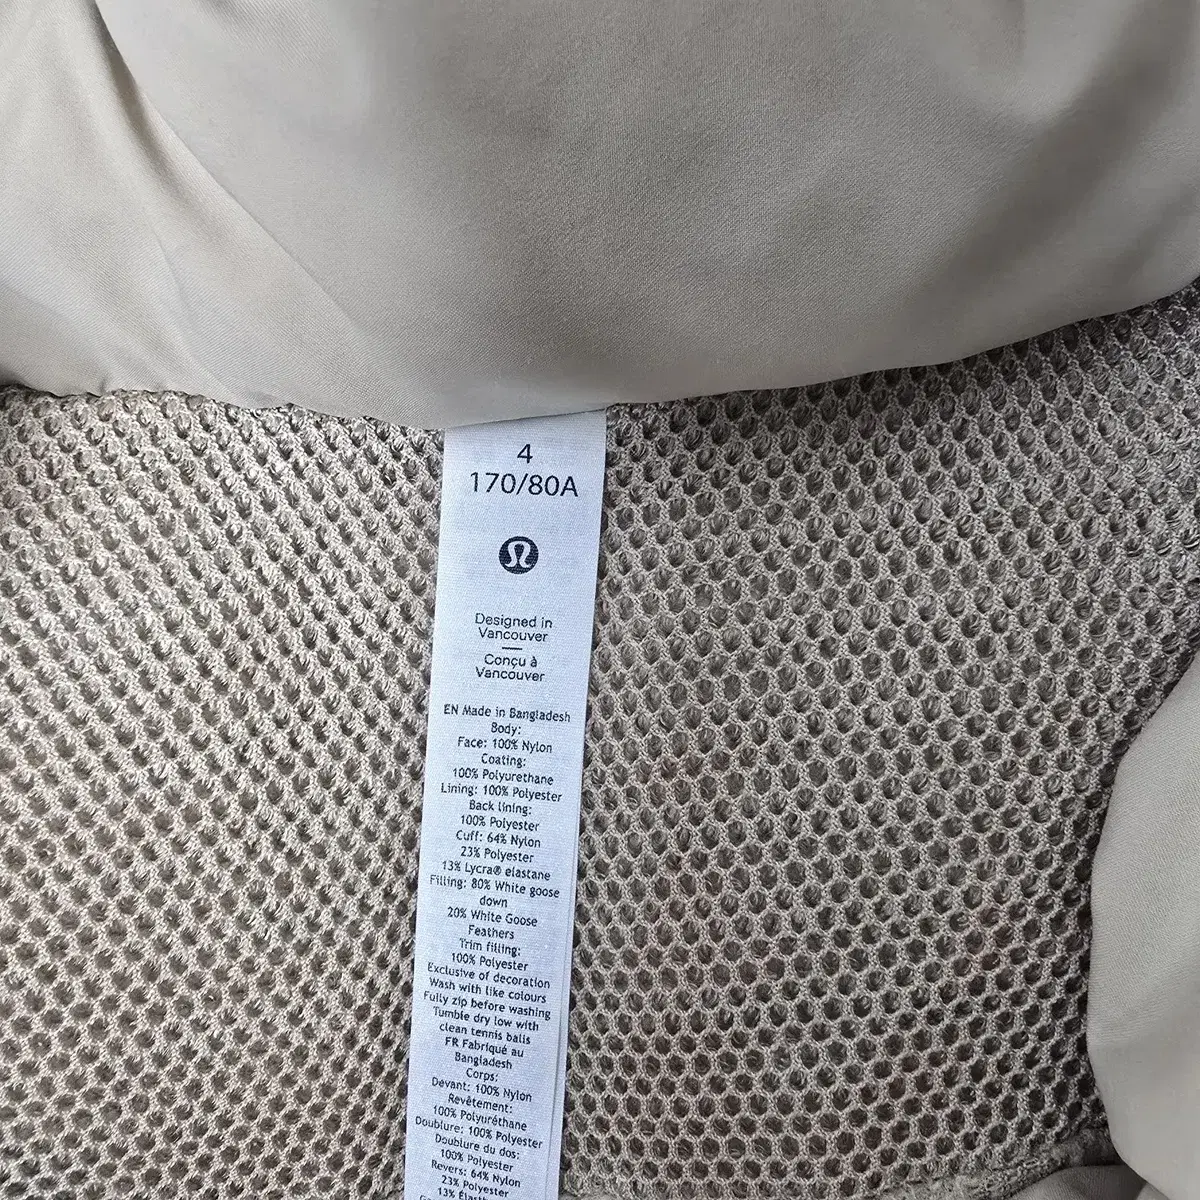 4
170/80A
Designed in
Vancouver
Conçu à
Vancouver
EN Made in Bangladesh
Body:
Face: 100% Nylon
Coating:
100% Polyurethane
Lining: 100% Polyester
Back lining:
100% Polyester
Cuff: 64% Nylon
23% Polyester
13% Lycra® elastane
Filling: 80% White goose
down
20% White Goose
Feathers
Trim filling:
100% Polyester
Exclusive of decoration
Wash with like colours
Fully zip before washing
Tumble dry low with
clean tennis balls
FR Fabriqué au
Bangladesh
Corps:
Devant: 100% Nylon
Revêtement:
100% Polyuréthane
Doublure: 100% Polyester
Doublure du dos:
100% Polyester
Revers: 64% Nylon
23% Polyester
13%